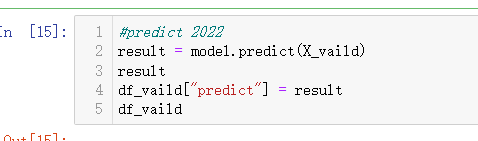 In [15]:
1 #predict 2022
2 result = model.predict(X_vaild)
3 result
4 df_vaild["predict"] = result
5 df_vaild
Out[15]: